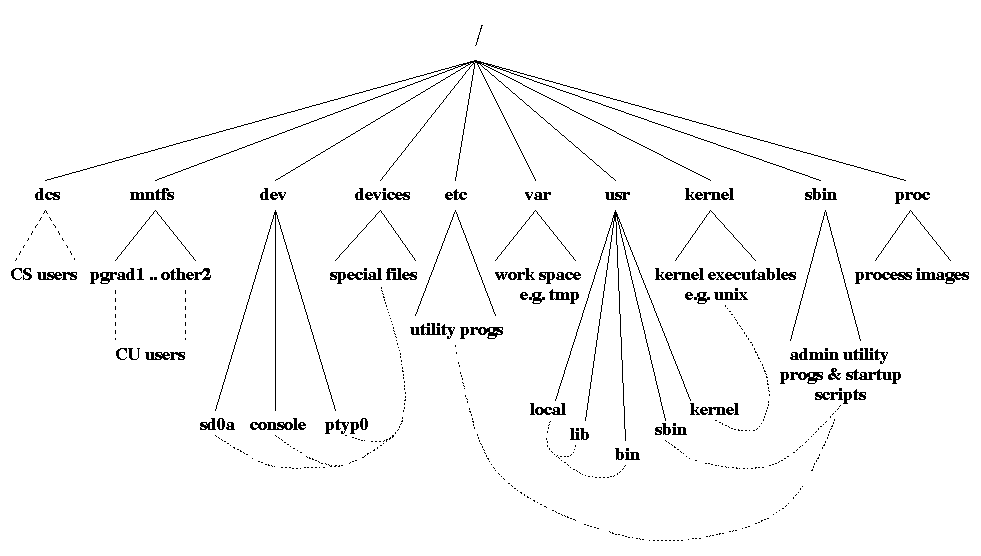 /
dcs mntfs dev devices etc var usr kernel sbin proc
CS users pgrad1 .. other2 special files work space kernel executables process images
e.g. tmp e.g. unix
utility progs
CU users admin utility
progs & startup
scripts
local kernel
sd0a console ptyp0 lib sbin
bin